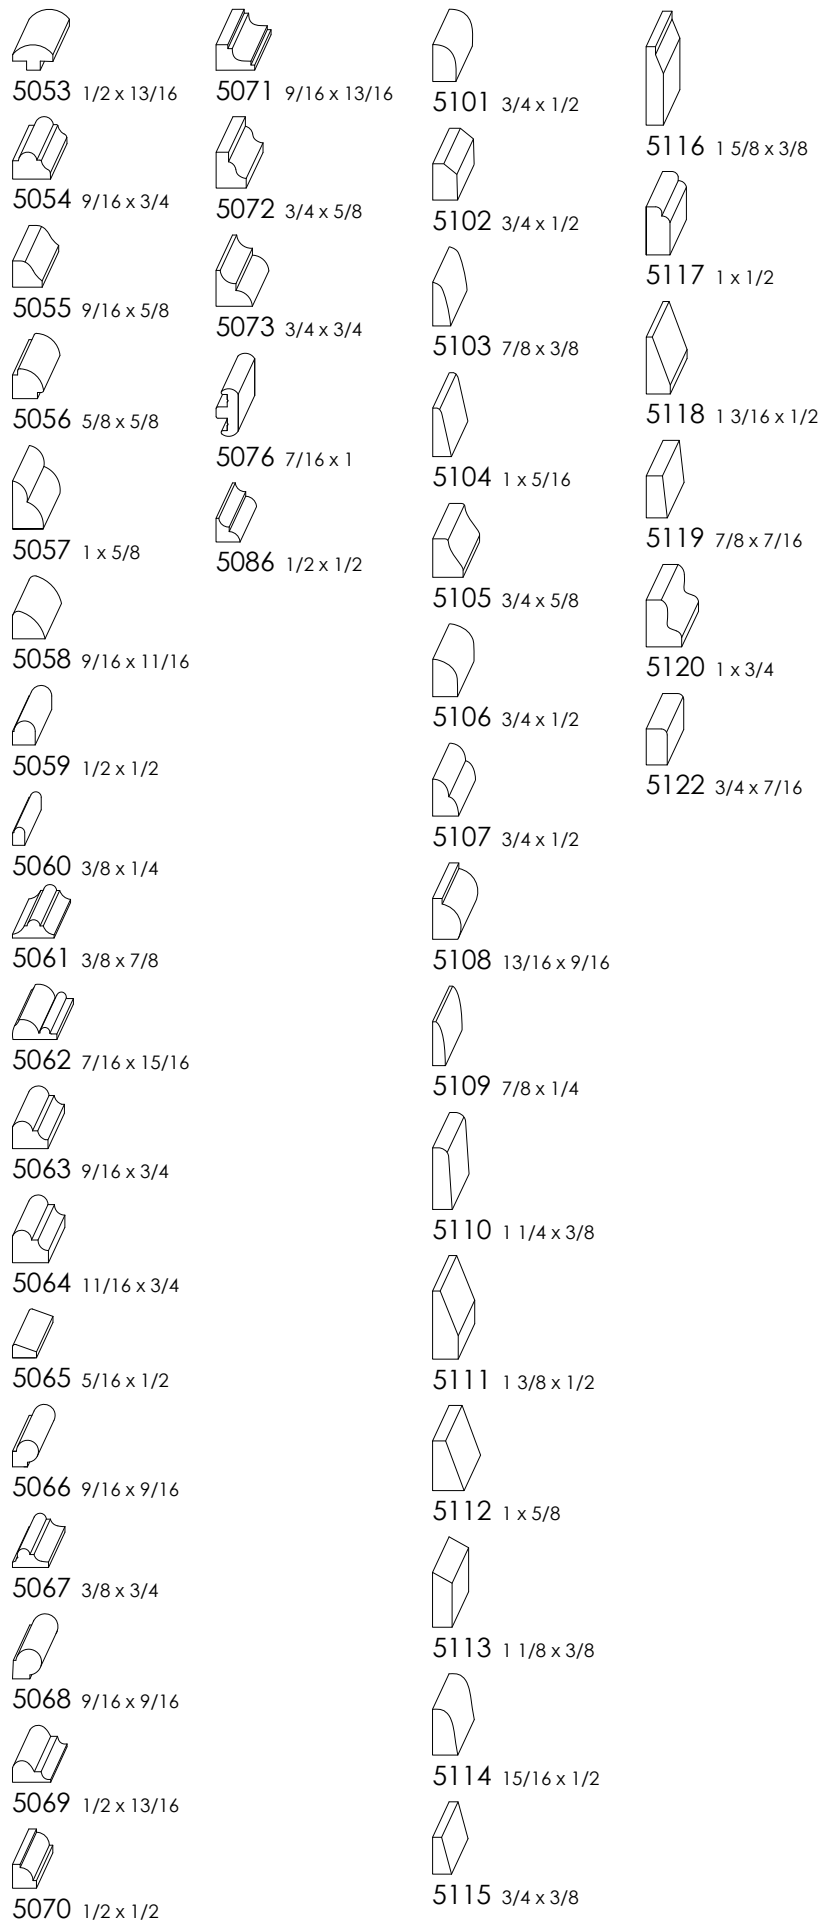 5053 1/2 x 13/16
5054 9/16 x 3/4
5055 9/16 x 5/8
5056 5/8 x 5/8
5057 1 x 5/8
5058 9/16 x 11/16
5059 1/2 x 1/2
5060 3/8 x 1/4
5061 3/8 x 7/8
5062 7/16 x 15/16
5063 9/16 x 3/4
5064 11/16 x 3/4
5065 5/16 x 1/2
5066 9/16 x 9/16
5067 3/8 x 3/4
5068 9/16 x 9/16
5069 1/2 x 13/16
5070 1/2 x 1/2
5071 9/16 x 13/16
5072 3/4 x 5/8
5073 3/4 x 3/4
5076 7/16 x 1
5086 1/2 x 1/2
5101 3/4 x 1/2
5102 3/4 x 1/2
5103 7/8 x 3/8
5104 1 x 5/16
5105 3/4 x 5/8
5106 3/4 x 1/2
5107 3/4 x 1/2
5108 13/16 x 9/16
5109 7/8 x 1/4
5110 1 1/4 x 3/8
5111 1 3/8 x 1/2
5112 1 x 5/8
5113 1 1/8 x 3/8
5114 15/16 x 1/2
5115 3/4 x 3/8
5116 1 5/8 x 3/8
5117 1 x 1/2
5118 1 3/16 x 1/2
5119 7/8 x 7/16
5120 1 x 3/4
5122 3/4 x 7/16